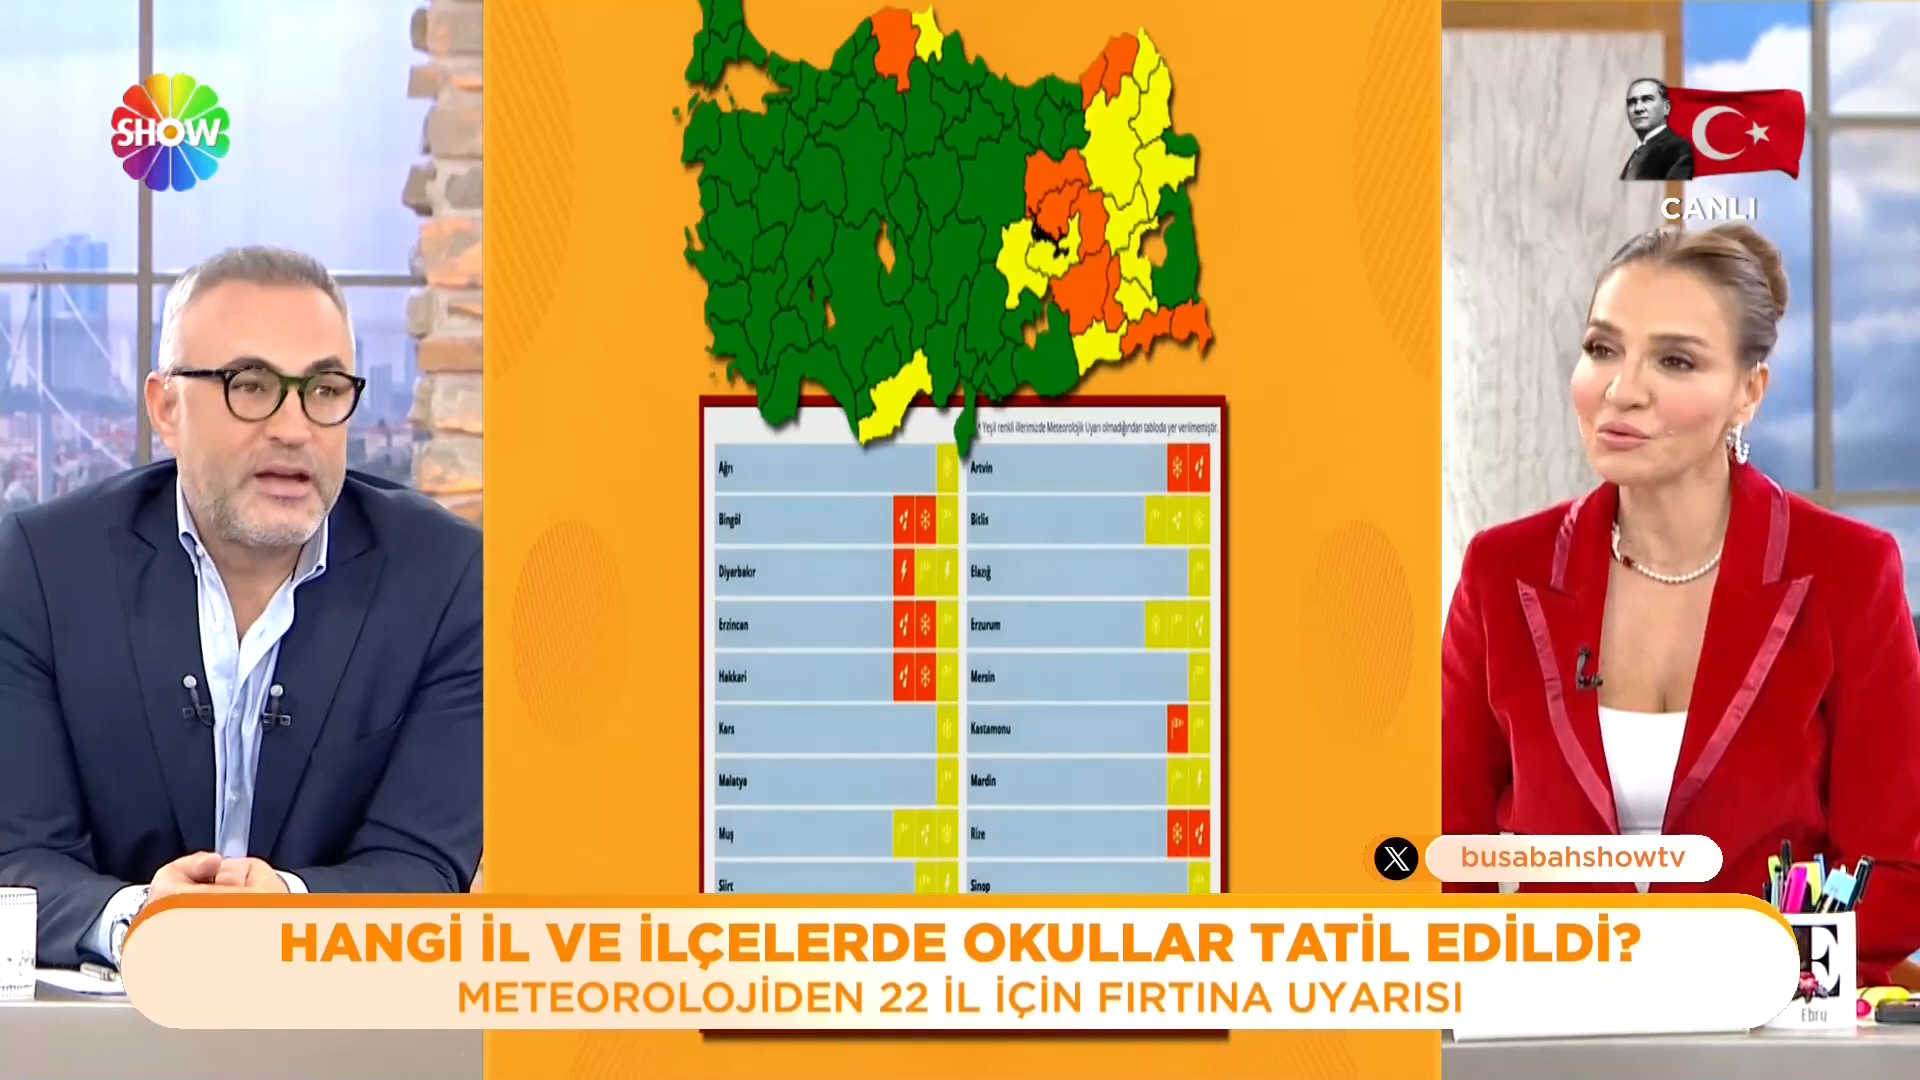 SHOW
CANLI
* Yeşil renkli illerimizde Meteorolojik Uyarı olmadığından tabloda yer verilmemiştir.
Ağrı
Artvin
Bingöl
Bitlis
Diyarbakır
Elazığ
Erzincan
Erzurum
Hakkari
Mersin
Kars
Kastamonu
Malatya
Mardin
Muş
Rize
Siirt
Sinop
busabahshowtv
HANGİ İL VE İLÇELERDE OKULLAR TATİL EDİLDİ?
METEOROLOJİDEN 22 İL İÇİN FIRTINA UYARISI
E
Ebru